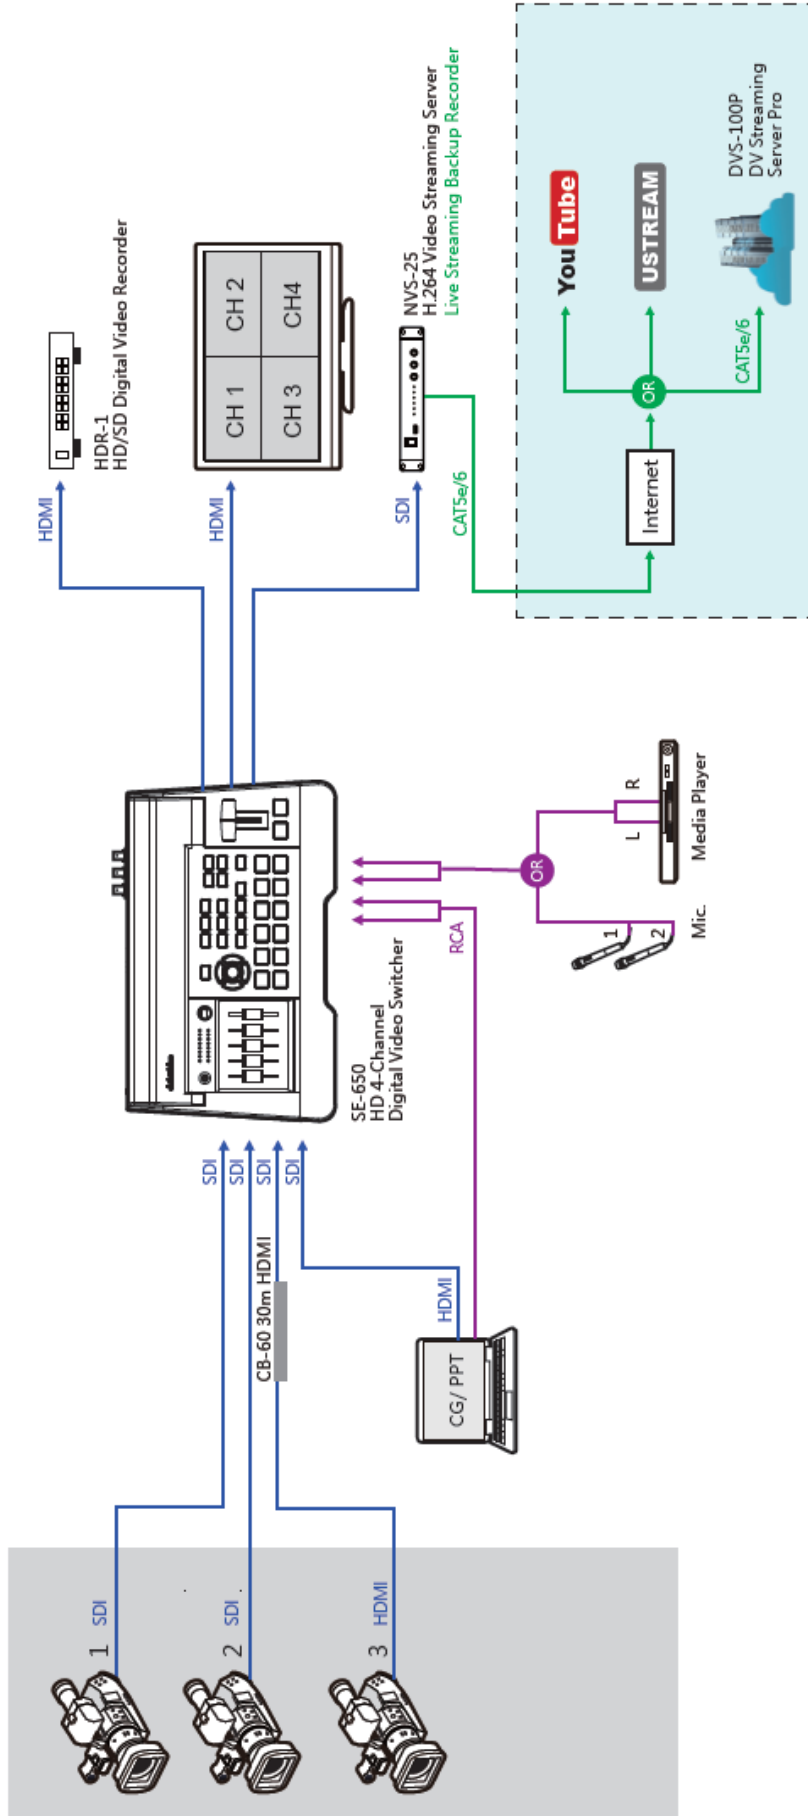 1
SDI
2
SDI
3
HDMI
CB-60 30m HDMI
SDI
SDI
SDI
SDI
CG/ PPT
HDMI
SE-650
HD 4-Channel
Digital Video Switcher
RCA
OR
1
2
Mic.
L
R
Media Player
HDMI
HDR-1
HD/SD Digital Video Recorder
HDMI
CH 1
CH 2
CH 3
CH4
SDI
NVS-25
H.264 Video Streaming Server
Live Streaming Backup Recorder
CAT5e/6
Internet
OR
You Tube
USTREAM
CAT5e/6
DVS-100P
DV Streaming
Server Pro